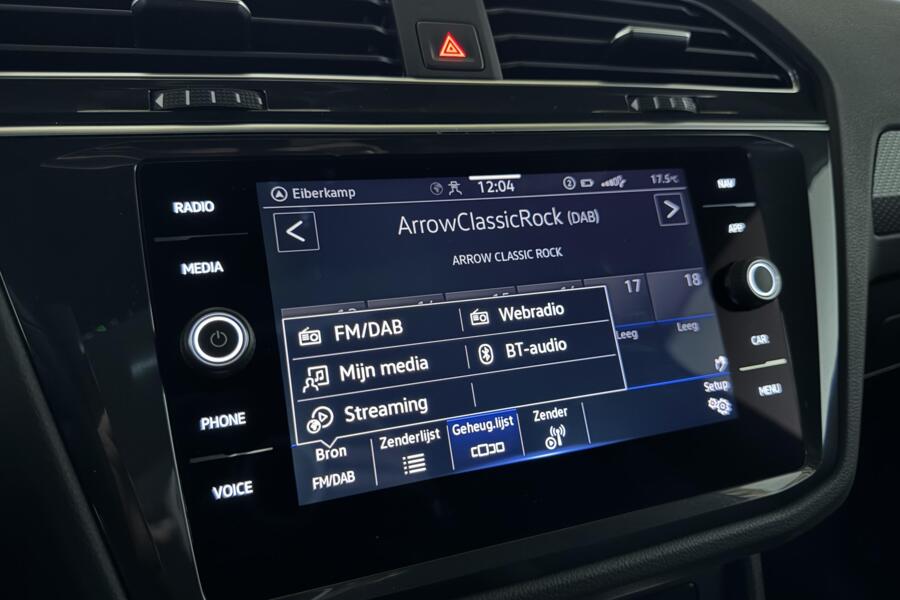 RADIO
MEDIA
PHONE
VOICE
Eiberkamp
12:04
2
17.5°C
ArrowClassicRock (DAB)
ARROW CLASSIC ROCK
17
18
Leeg
Leeg
FM/DAB
Webradio
Mijn media
BT-audio
Streaming
Bron
FM/DAB
Zenderlijst
Geheug.lijst
Zender
Setup
NAV
APP
CAR
MENU